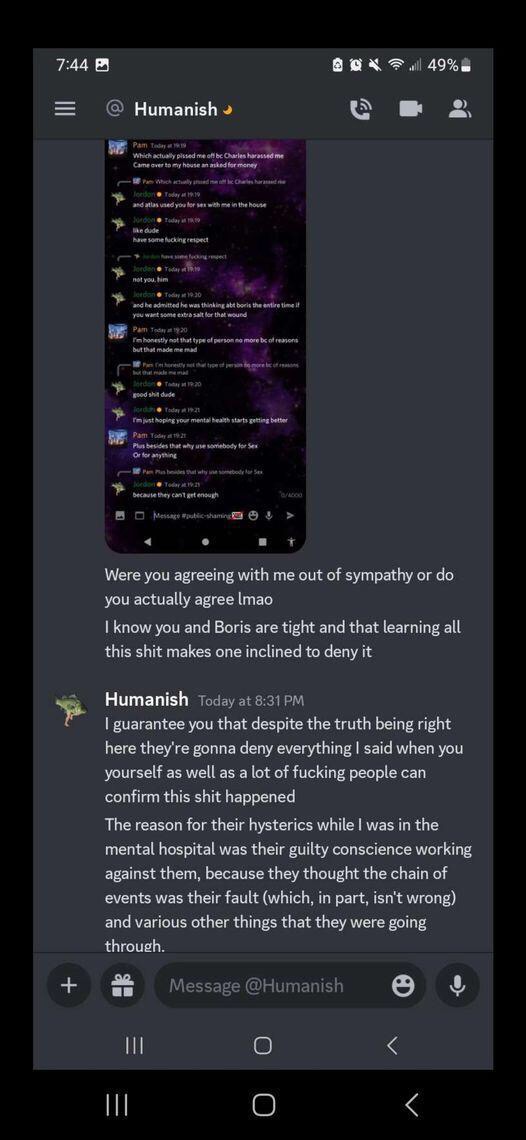 7:44
49%
@ Humanish
Pam Today at 19:19
Which actually pissed me off bc Charles harassed me
Came over to my house an asked for money
Pam Which actually pissed me off bc Charles harassed me
Jordon Today at 19:19
and atlas used you for sex with me in the house
Jordon Today at 19:19
like dude
have some fucking respect
Jordon have some fucking respect
Jordon Today at 19:19
not you, him
Jordon Today at 19:20
and he admitted he was thinking abt boris the entire time if
you want some extra salt for that wound
Pam Today at 19:20
I'm honestly not that type of person no more bc of reasons
but that made me mad
Pam I'm honestly not that type of person no more bc of reasons
but that made me mad
Jordon Today at 19:20
good shit dude
Jordon Today at 19:21
I'm just hoping your mental health starts getting better
Pam Today at 19:21
Plus besides that why use somebody for Sex
Or for anything
Pam Plus besides that why use somebody for Sex
Jordon Today at 19:21
because they can't get enough
0/4000
Message #public-shaming
Were you agreeing with me out of sympathy or do
you actually agree lmao
I know you and Boris are tight and that learning all
this shit makes one inclined to deny it
Humanish Today at 8:31 PM
I guarantee you that despite the truth being right
here they're gonna deny everything I said when you
yourself as well as a lot of fucking people can
confirm this shit happened
The reason for their hysterics while I was in the
mental hospital was their guilty conscience working
against them, because they thought the chain of
events was their fault (which, in part, isn't wrong)
and various other things that they were going
through.
Message @Humanish